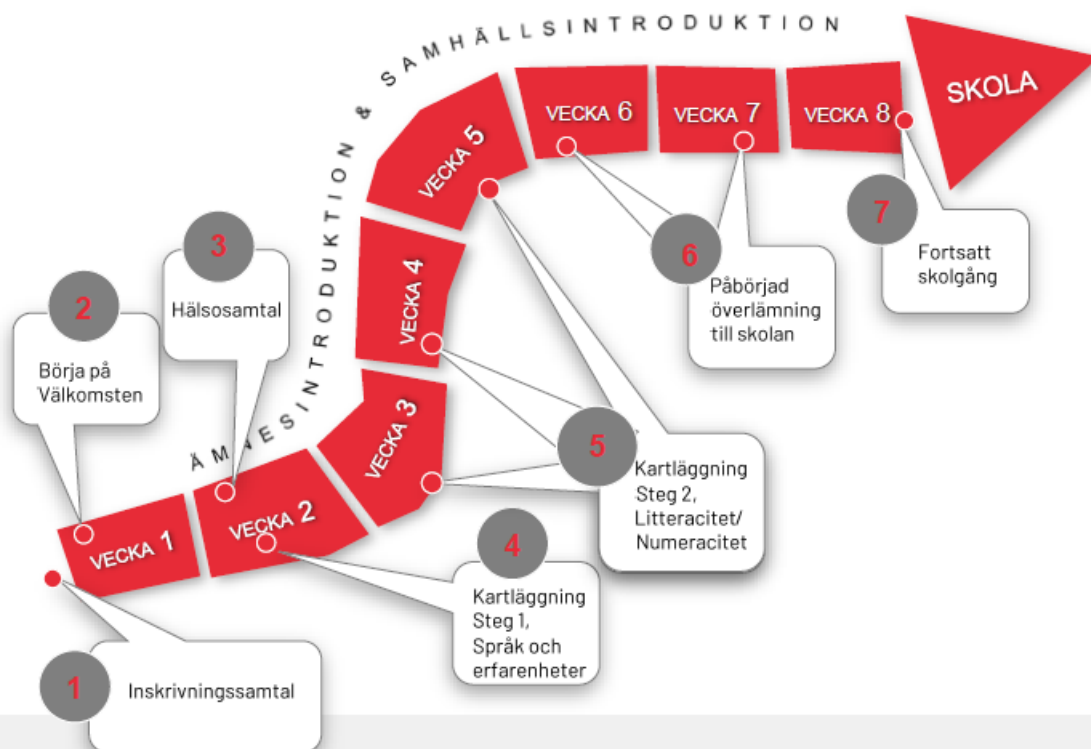 ÄMNESINTRODUKTION & SAMHÄLLSINTRODUKTION
VECKA 1
VECKA 2
VECKA 3
VECKA 4
VECKA 5
VECKA 6
VECKA 7
VECKA 8
SKOLA
1
Inskrivningssamtal
2
Börja på
Välkomsten
3
Hälsosamtal
4
Kartläggning
Steg 1,
Språk och
erfarenheter
5
Kartläggning
Steg 2,
Litteracitet/
Numeracitet
6
Påbörjad
överlämning
till skolan
7
Fortsatt
skolgång